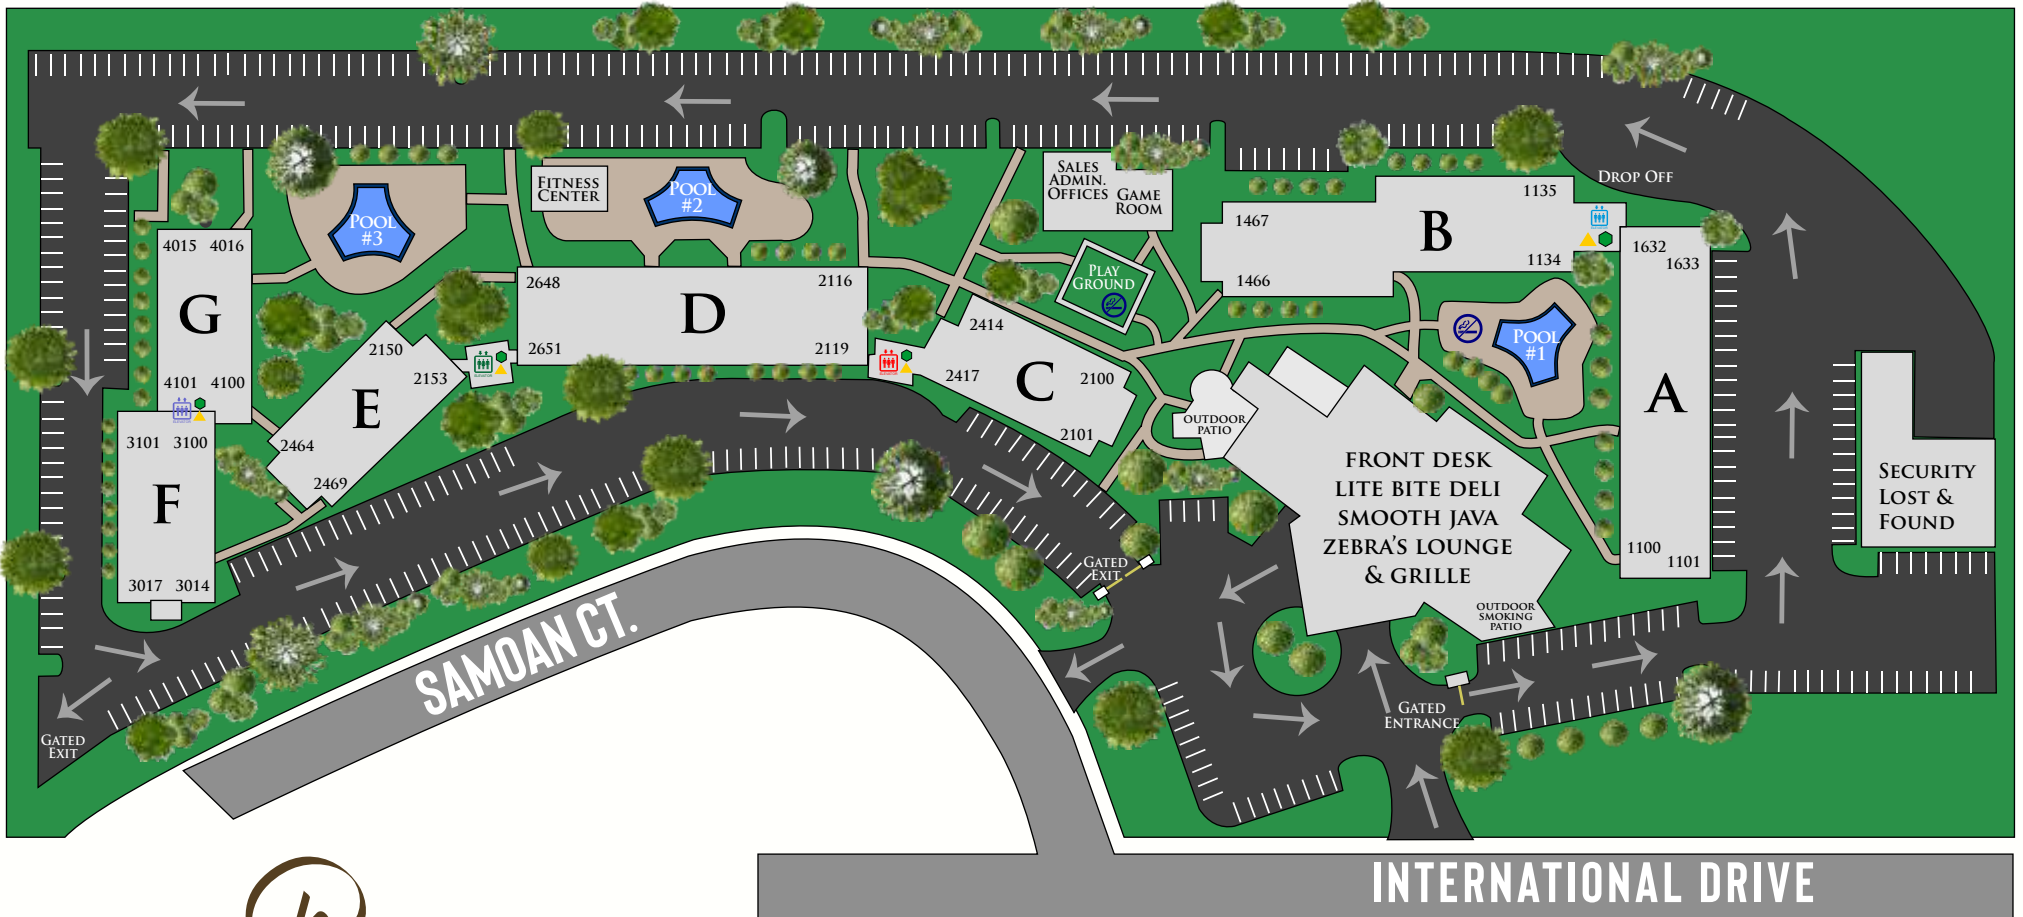 DROP OFF
SALES
ADMIN.
OFFICES
GAME
ROOM
FITNESS
CENTER
POOL
#2
POOL
#3
1135
1467
B
1134
1466
1632
1633
A
1100
1101
4015 4016
G
4101 4100
2648
2116
D
2651
2119
PLAY
GROUND
2414
C
2417
2100
2101
POOL
#1
2150
2153
E
2464
2469
3101 3100
F
3017 3014
OUTDOOR
PATIO
FRONT DESK
LITE BITE DELI
SMOOTH JAVA
ZEBRA'S LOUNGE
& GRILLE
OUTDOOR
SMOKING
PATIO
SECURITY
LOST &
FOUND
GATED
EXIT
GATED
ENTRANCE
GATED
EXIT
SAMOAN CT.
INTERNATIONAL DRIVE